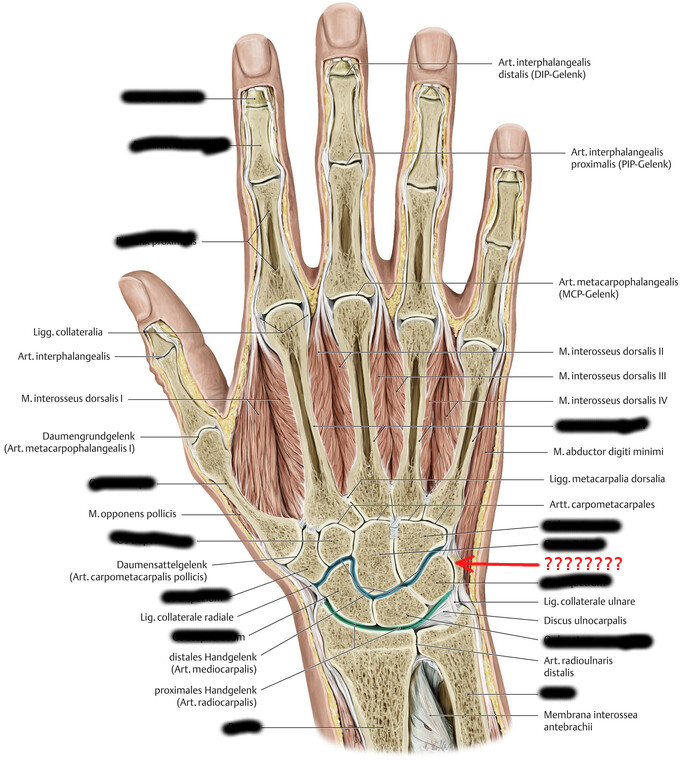 Art. interphalangealis
distalis (DIP-Gelenk)
Art. interphalangealis
proximalis (PIP-Gelenk)
Art. metacarpophalangealis
(MCP-Gelenk)
Ligg. collateralia
Art. interphalangealis
M. interosseus dorsalis II
M. interosseus dorsalis III
M. interosseus dorsalis I
M. interosseus dorsalis IV
Daumengrundgelenk
(Art. metacarpophalangealis I)
M. abductor digiti minimi
Ligg. metacarpalia dorsalia
M. opponens pollicis
Artt. carpometacarpales
Daumensattelgelenk
(Art. carpometacarpalis pollicis)
????????
Lig. collaterale ulnare
Lig. collaterale radiale
Discus ulnocarpalis
distales Handgelenk
(Art. mediocarpalis)
Art. radioulnaris
distalis
proximales Handgelenk
(Art. radiocarpalis)
Membrana interossea
antebrachii